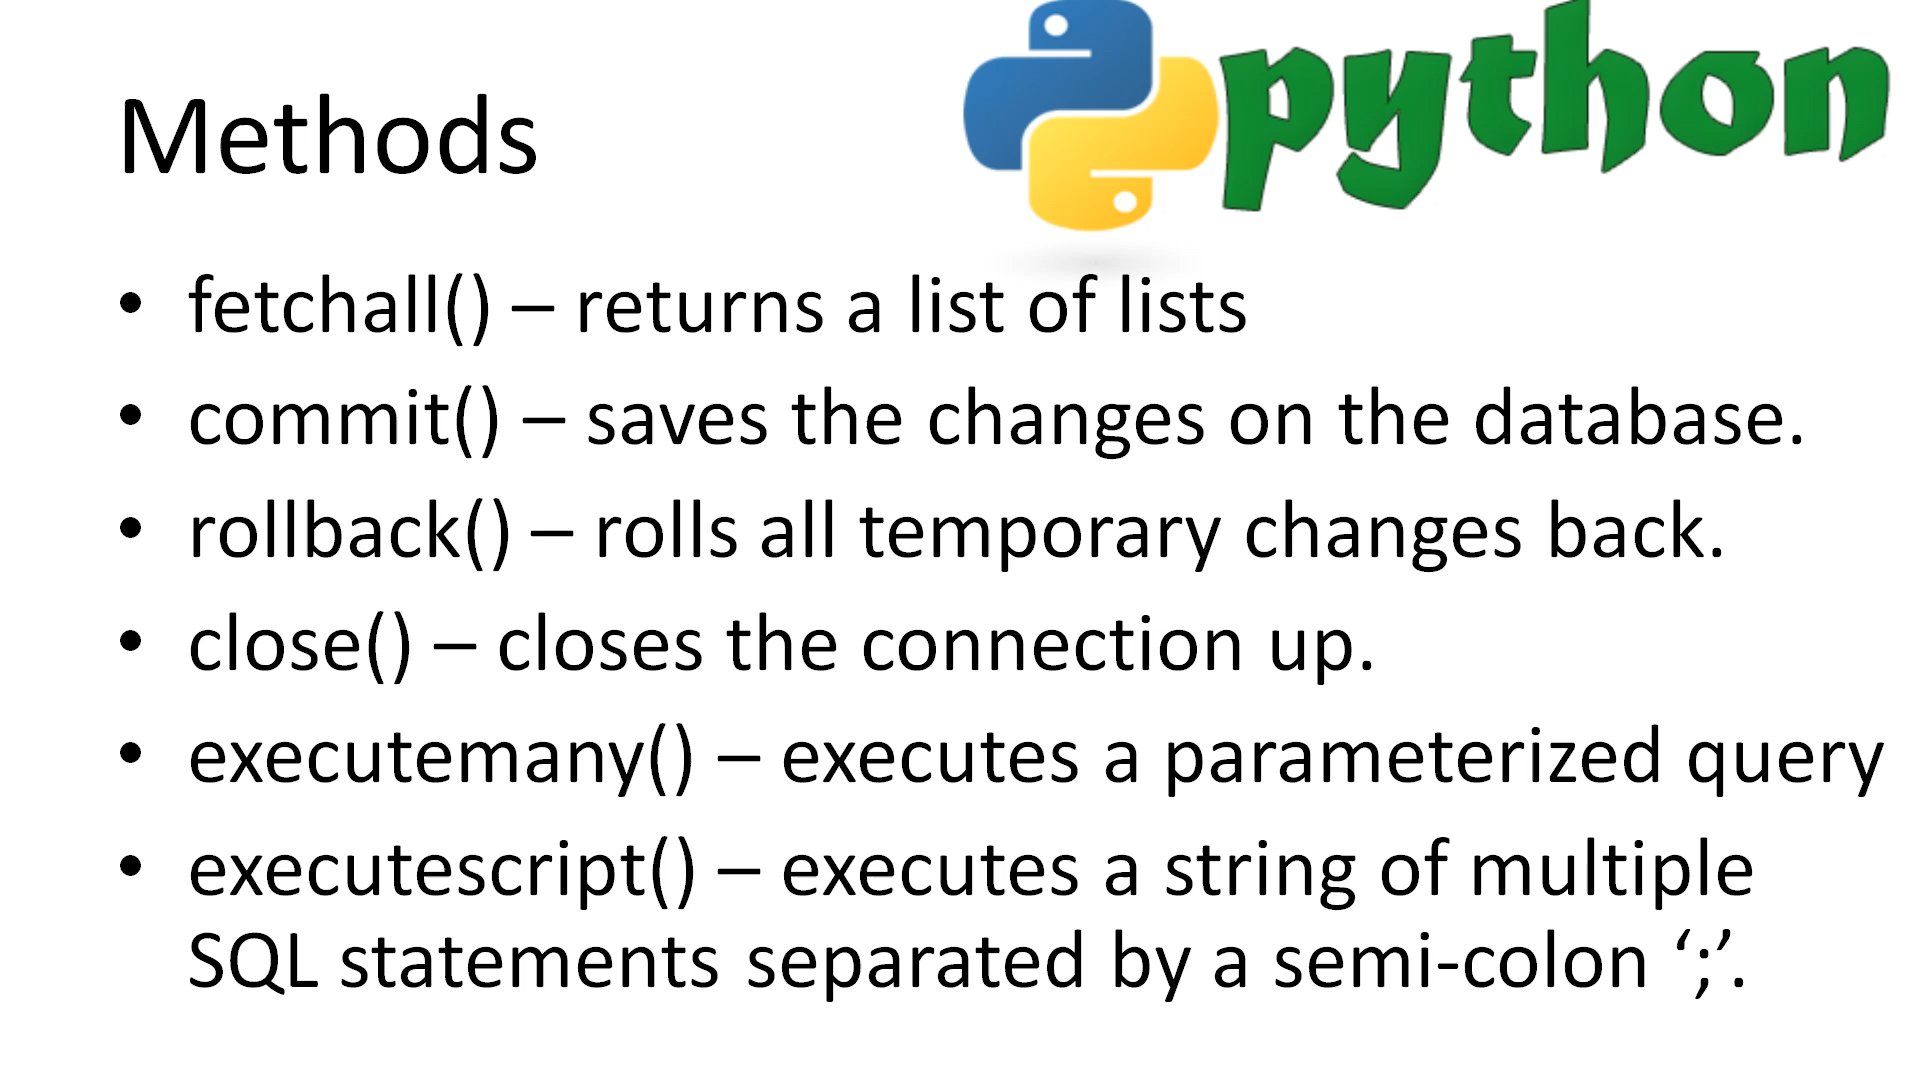 python
Methods
• fetchall() – returns a list of lists
• commit() – saves the changes on the database.
• rollback() – rolls all temporary changes back.
• close() – closes the connection up.
• executemany() – executes a parameterized query
• executescript() – executes a string of multiple
SQL statements separated by a semi-colon ‘;’.